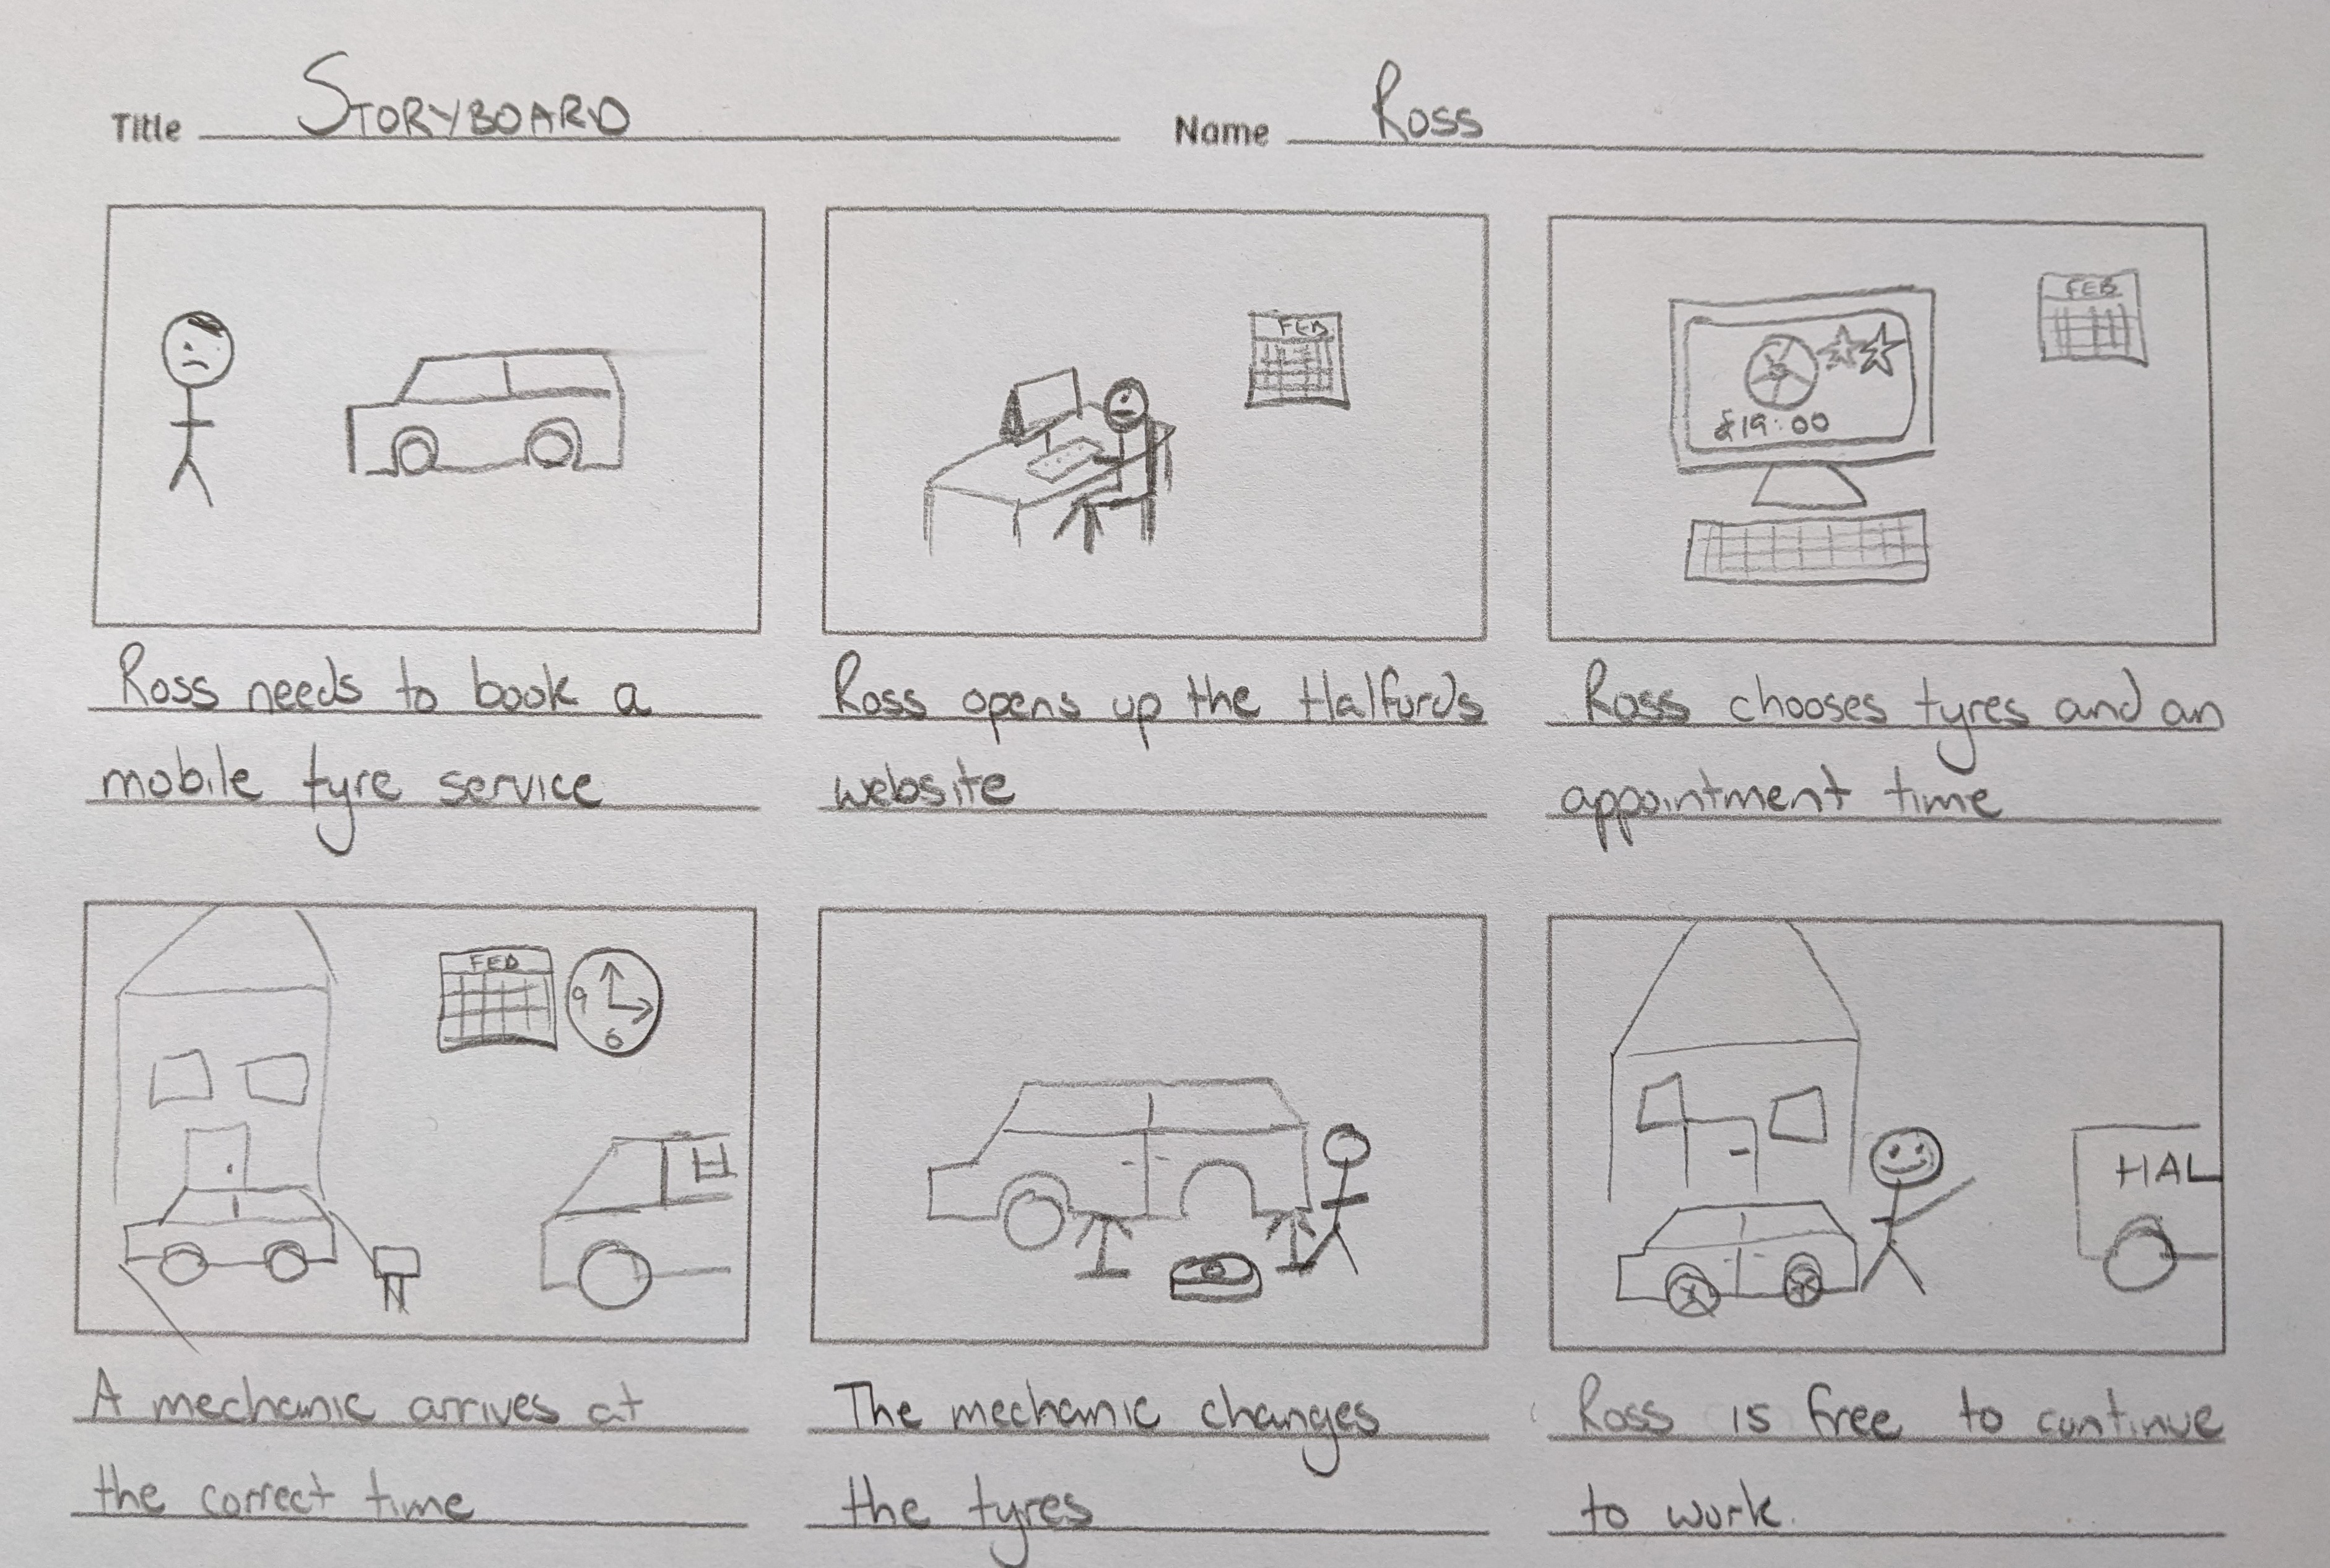 Title STORYBOARD Name Ross
FEB
FEB
£19:00
Ross needs to book a
mobile tyre service
Ross opens up the Halfords
website
Ross chooses tyres and an
appointment time
FEB
9
6
H
HAL
A mechanic arrives at
the correct time
The mechanic changes
the tyres
Ross is free to continue
to work.